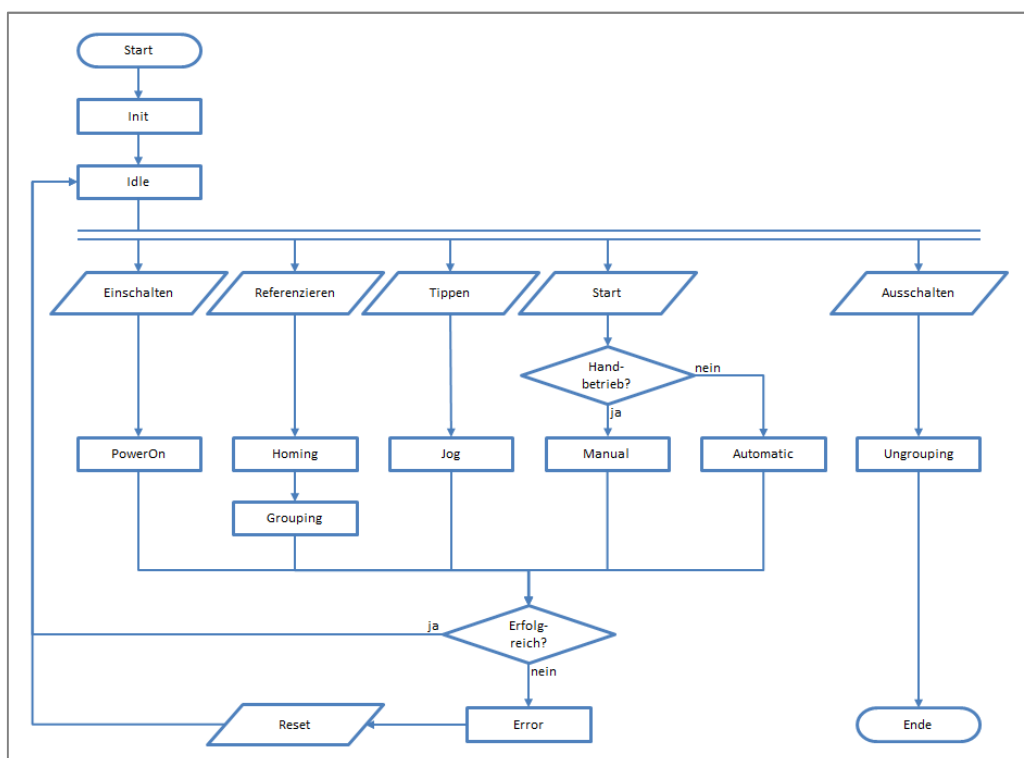 Start
Init
Idle
Einschalten
Referenzieren
Tippen
Start
Ausschalten
Hand-
betrieb?
nein
ja
PowerOn
Homing
Jog
Manual
Automatic
Ungrouping
Grouping
ja
Erfolg-
reich?
nein
Reset
Error
Ende